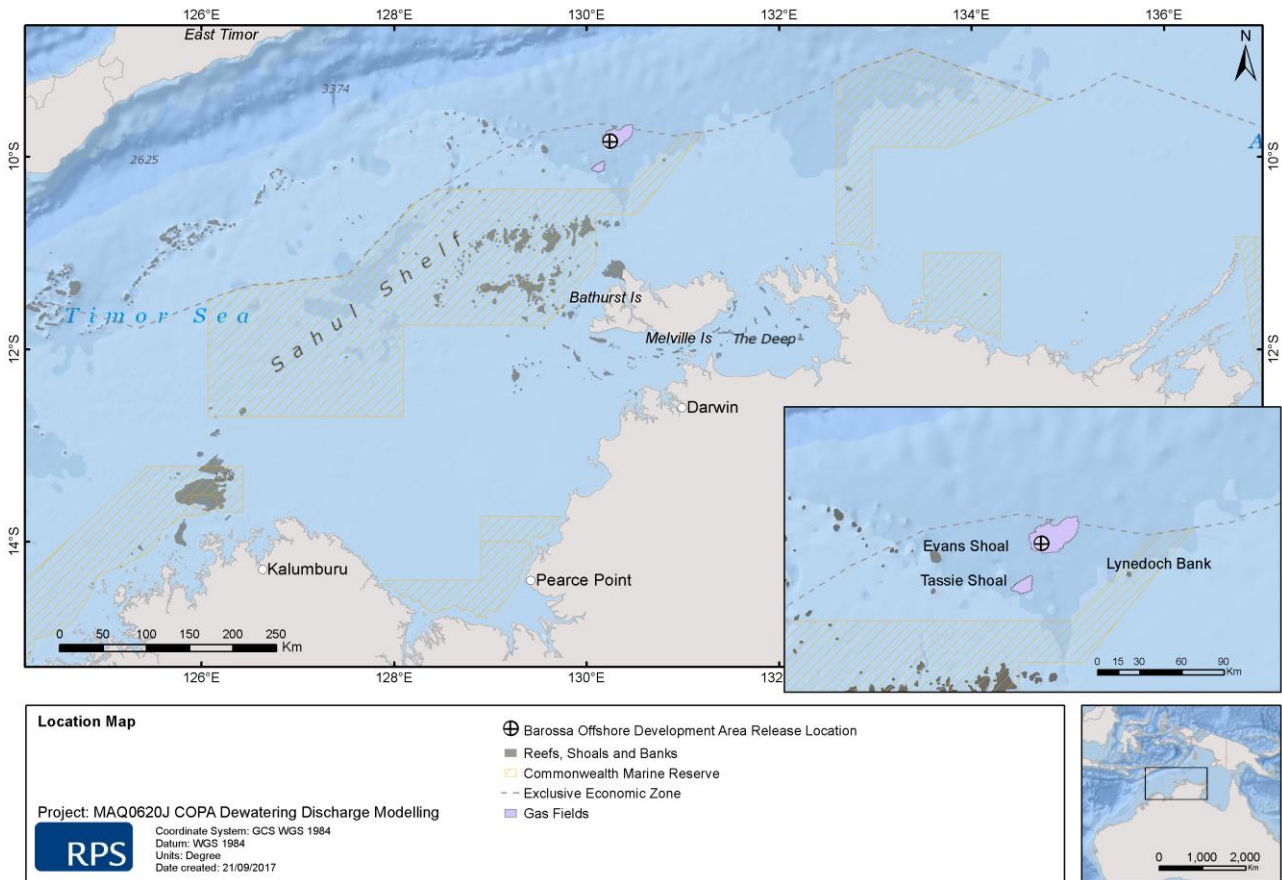 126°E 128°E 130°E 132°E 134°E 136°E
East Timor
N
3374
2625
10°S 10°S
A
Sahul Shelf
Timor Sea
Bathurst Is
Melville Is The Deep
12°S 12°S
Darwin
14°S
Kalumburu
Pearce Point
0 50 100 150 200 250
Km
126°E 128°E 130°E 132°E
Evans Shoal
Lynedoch Bank
Tassie Shoal
0 15 30 60 90
Km
Location Map
Barossa Offshore Development Area Release Location
Reefs, Shoals and Banks
Commonwealth Marine Reserve
Exclusive Economic Zone
Gas Fields
Project: MAQ0620J COPA Dewatering Discharge Modelling
RPS
Coordinate System: GCS WGS 1984
Datum: WGS 1984
Units: Degree
Date created: 21/09/2017
0 1,000 2,000
Km